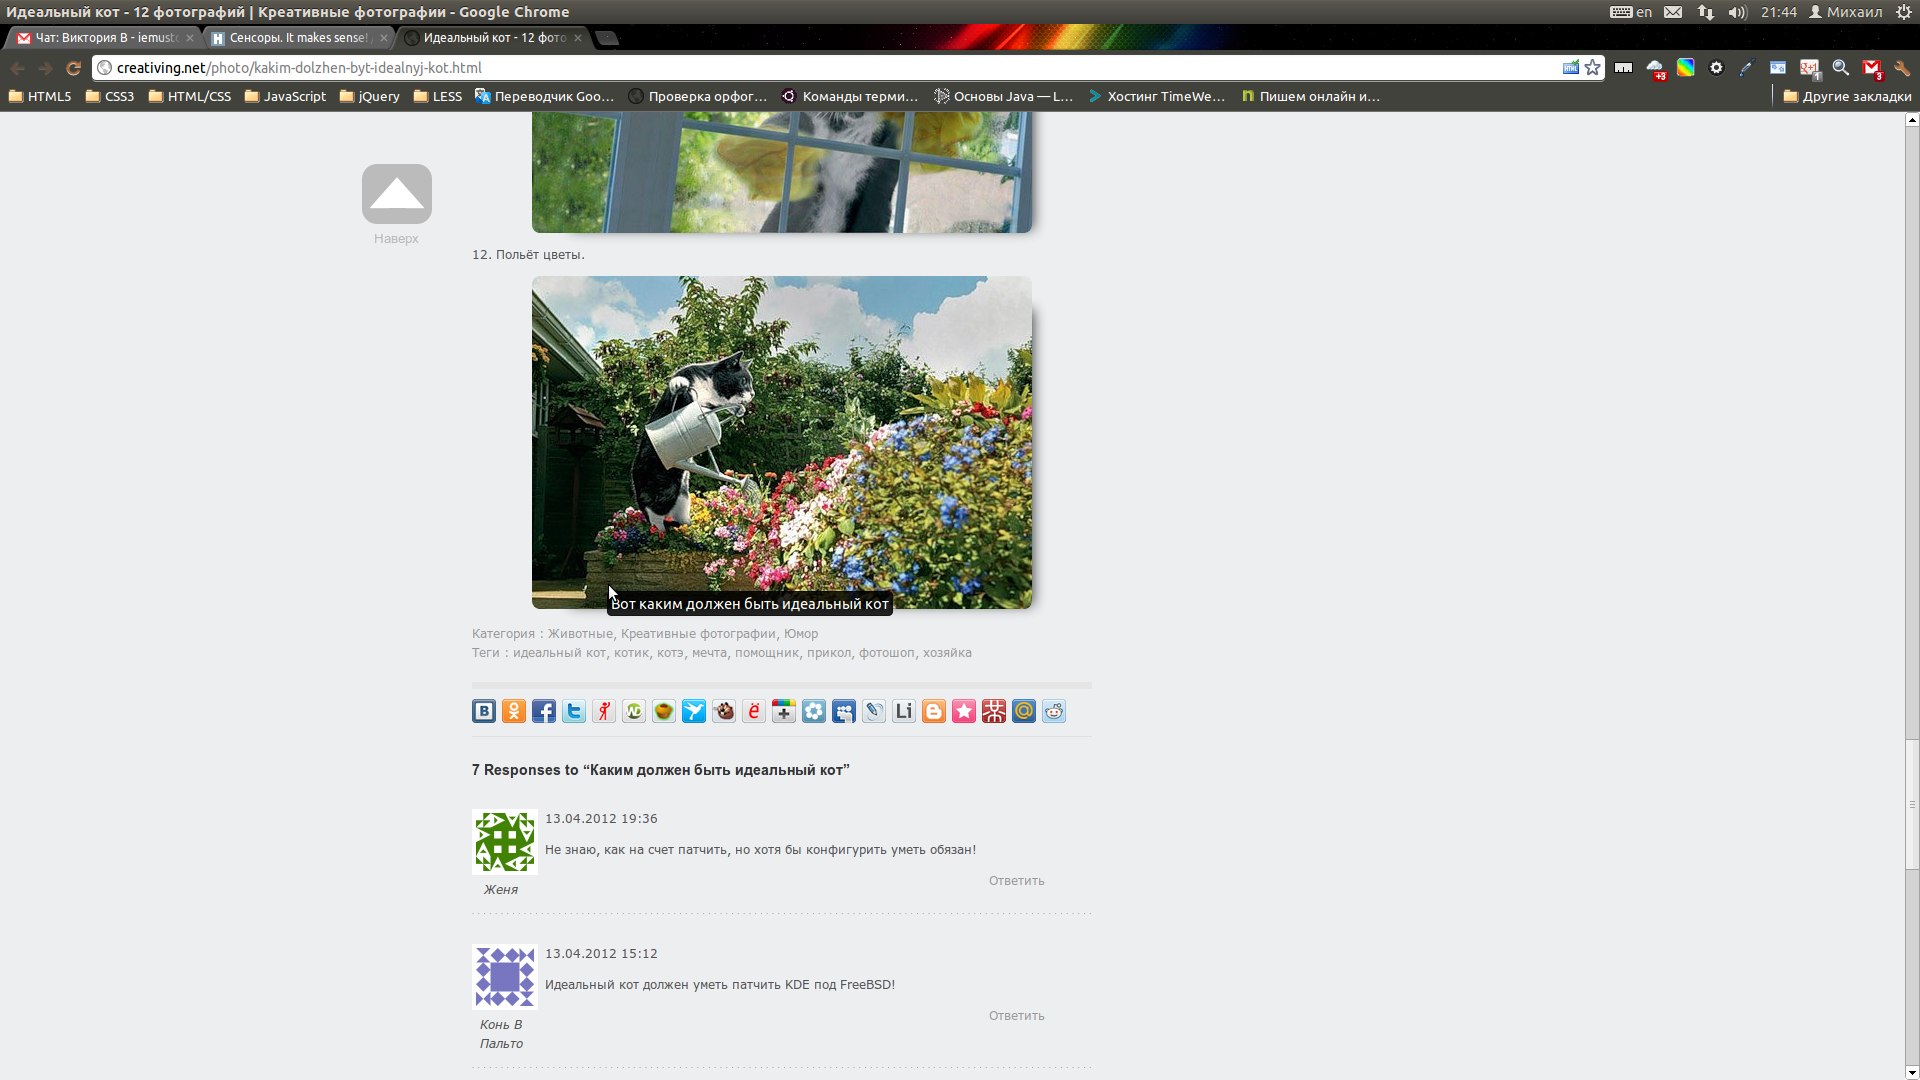 Идеальный кот - 12 фотографий | Креативные фотографии - Google Chrome
en 21:44 Михаил
Чат: Виктория В - iemusto
Сенсоры. It makes sense! /
Идеальный кот - 12 фото
creativing.net/photo/kakim-dolzhen-byt-idealnyj-kot.html
HTML5 CSS3 HTML/CSS JavaScript jQuery LESS Переводчик Goo... Проверка орфог... Команды терми... Основы Java — L... Хостинг TimeWe... Пишем онлайн и... Другие закладки
Наверх
12. Польёт цветы.
Вот каким должен быть идеальный кот
Категория : Животные, Креативные фотографии, Юмор
Теги : идеальный кот, котик, котэ, мечта, помощник, прикол, фотошоп, хозяйка
7 Responses to “Каким должен быть идеальный кот”
13.04.2012 19:36
Не знаю, как на счет патчить, но хотя бы конфигурить уметь обязан!
Ответить
Женя
13.04.2012 15:12
Идеальный кот должен уметь патчить KDE под FreeBSD!
Ответить
Конь В
Пальто